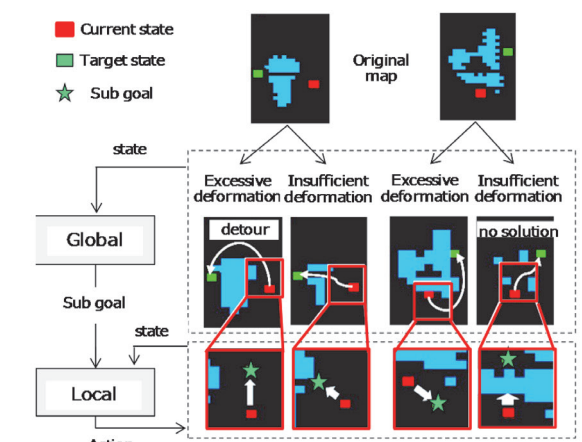 Current state
Target state
Sub goal
Original
map
state
Excessive
deformation
Insufficient
deformation
Excessive
deformation
Insufficient
deformation
detour
no solution
Global
Sub goal
state
Local
Action